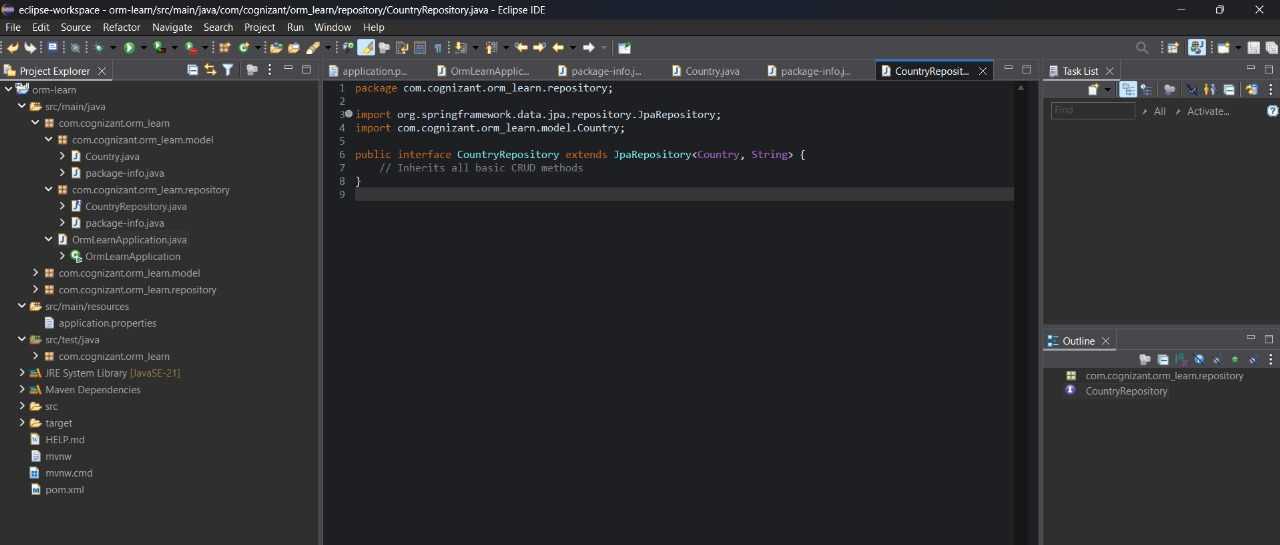 eclipse-workspace - orm-learn/src/main/java/com/cognizant/orm_learn/repository/CountryRepository.java - Eclipse IDE
File Edit Source Refactor Navigate Search Project Run Window Help
Project Explorer
orm-learn
src/main/java
com.cognizant.orm_learn
com.cognizant.orm_learn.model
Country.java
package-info.java
com.cognizant.orm_learn.repository
CountryRepository.java
package-info.java
OrmLearnApplication.java
OrmLearnApplication
com.cognizant.orm_learn.model
com.cognizant.orm_learn.repository
src/main/resources
application.properties
src/test/java
com.cognizant.orm_learn
JRE System Library [JavaSE-21]
Maven Dependencies
src
target
HELP.md
mvnw
mvnw.cmd
pom.xml
application.p... OrmLearnApplic... package-info.j... Country.java package-info.j... CountryReposit...
1 package com.cognizant.orm_learn.repository;
2
3 import org.springframework.data.jpa.repository.JpaRepository;
4 import com.cognizant.orm_learn.model.Country;
5
6 public interface CountryRepository extends JpaRepository<Country, String> {
7 // Inherits all basic CRUD methods
8 }
9
Task List
Find All Activate...
Outline
com.cognizant.orm_learn.repository
CountryRepository